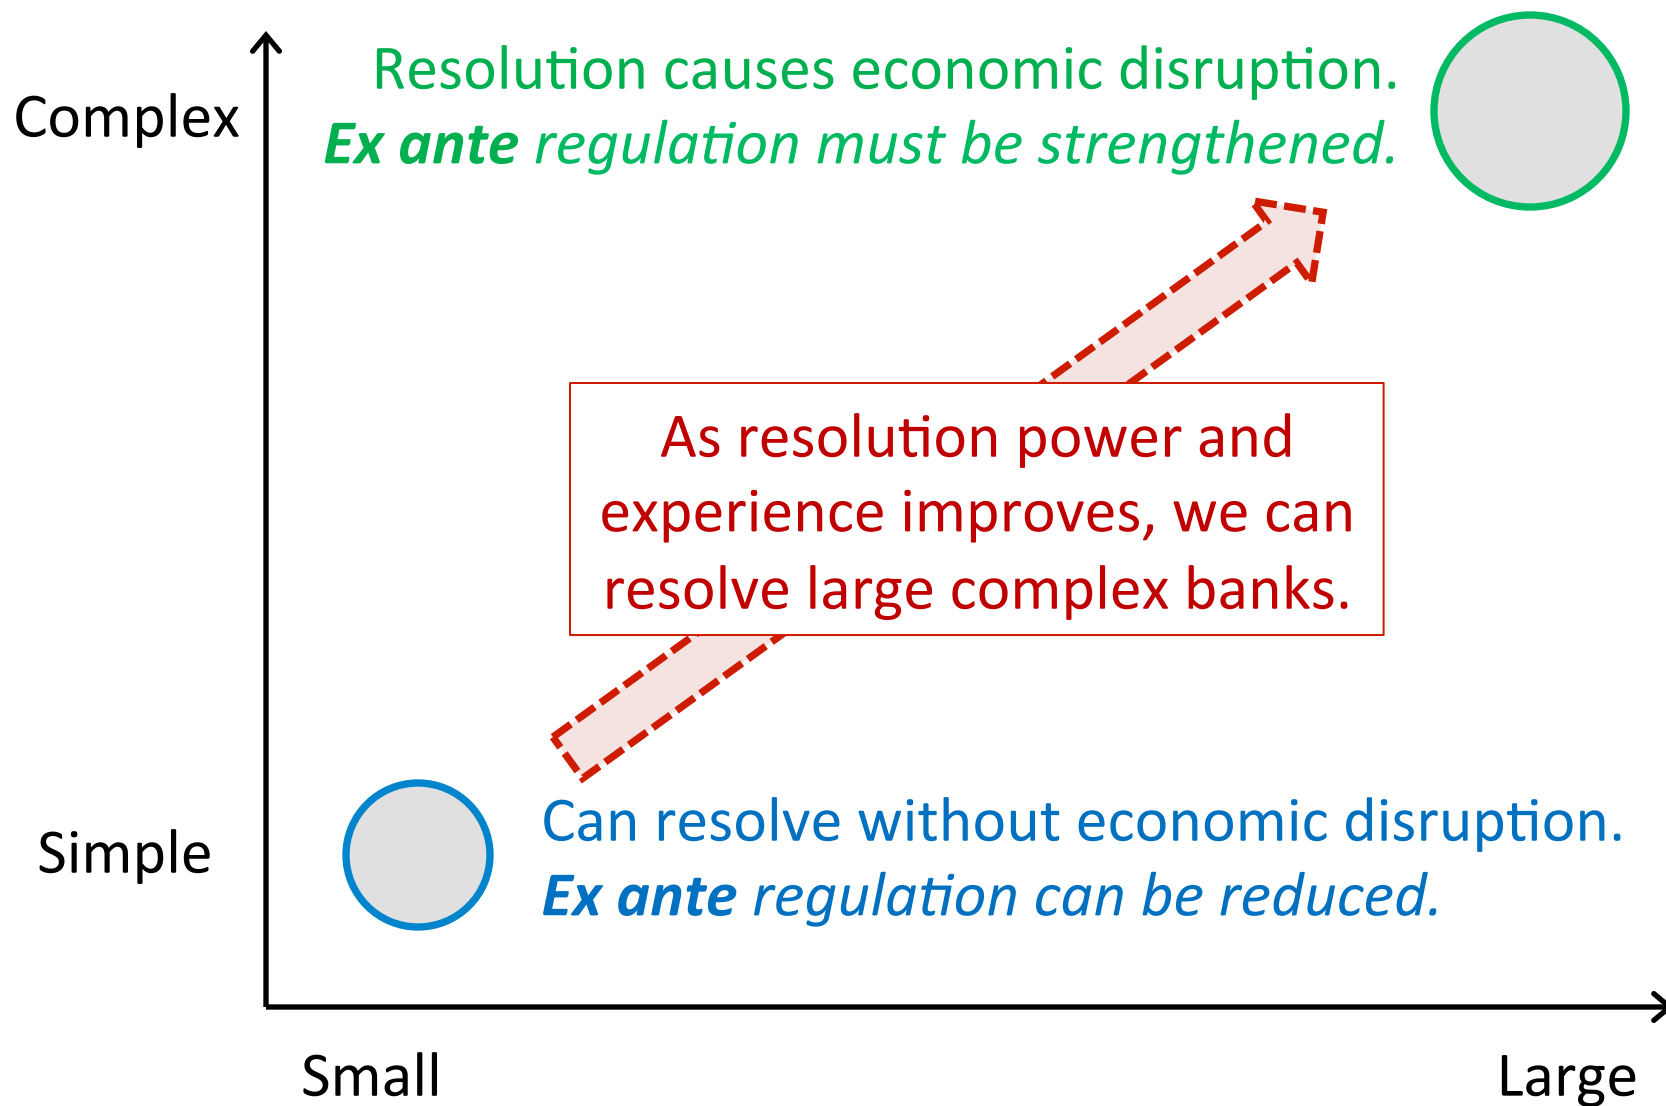 Complex
Resolution causes economic disruption.
Ex ante regulation must be strengthened.
As resolution power and
experience improves, we can
resolve large complex banks.
Simple
Can resolve without economic disruption.
Ex ante regulation can be reduced.
Small
Large